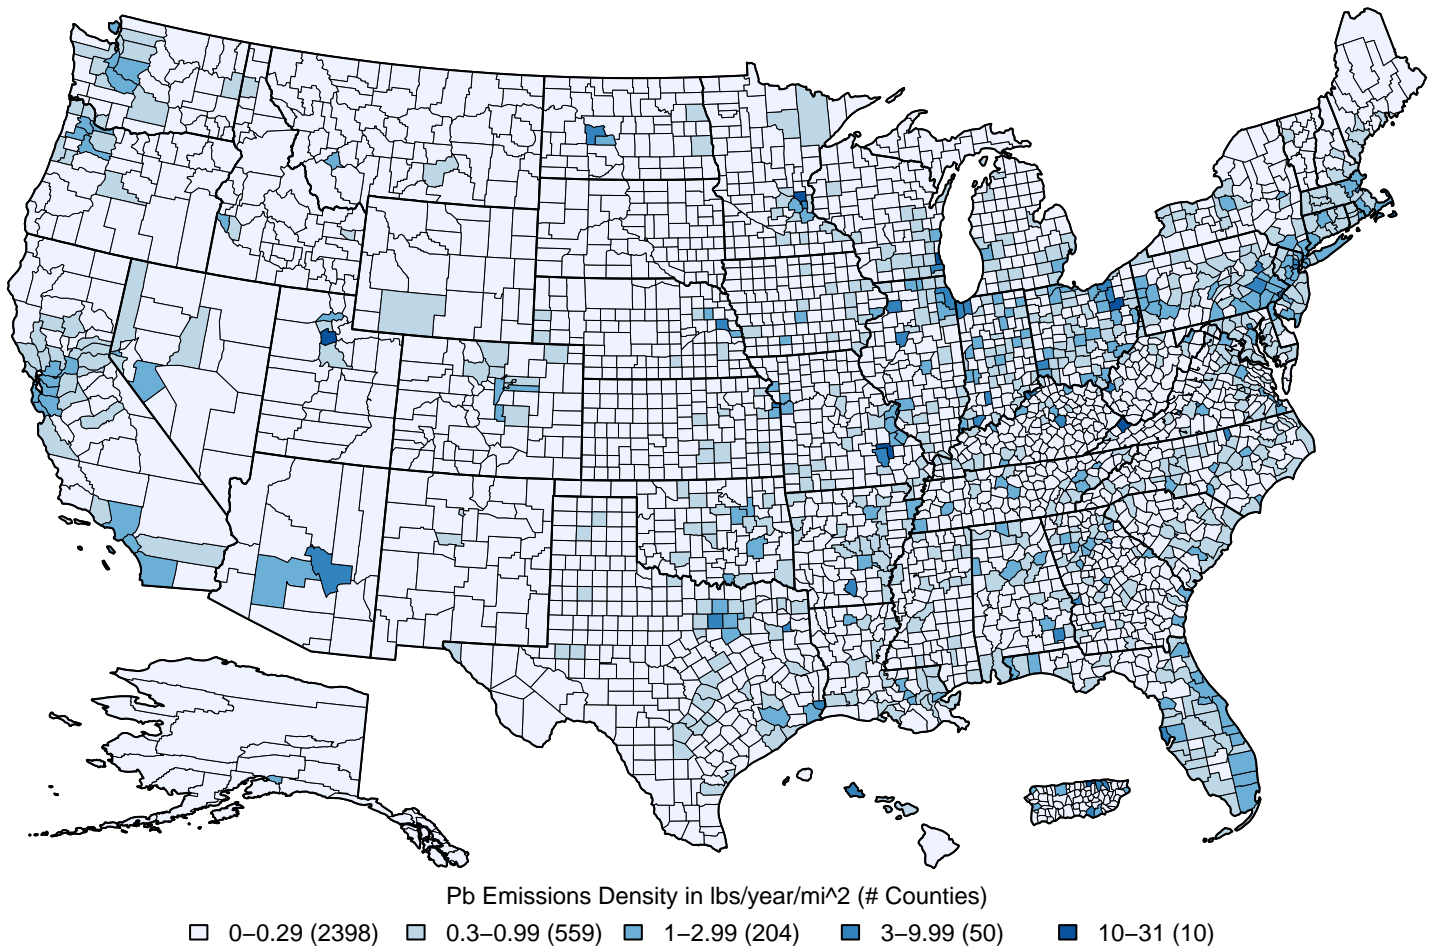 Pb Emissions Density in lbs/year/mi^2 (# Counties)
0–0.29 (2398) 0.3–0.99 (559) 1–2.99 (204) 3–9.99 (50) 10–31 (10)